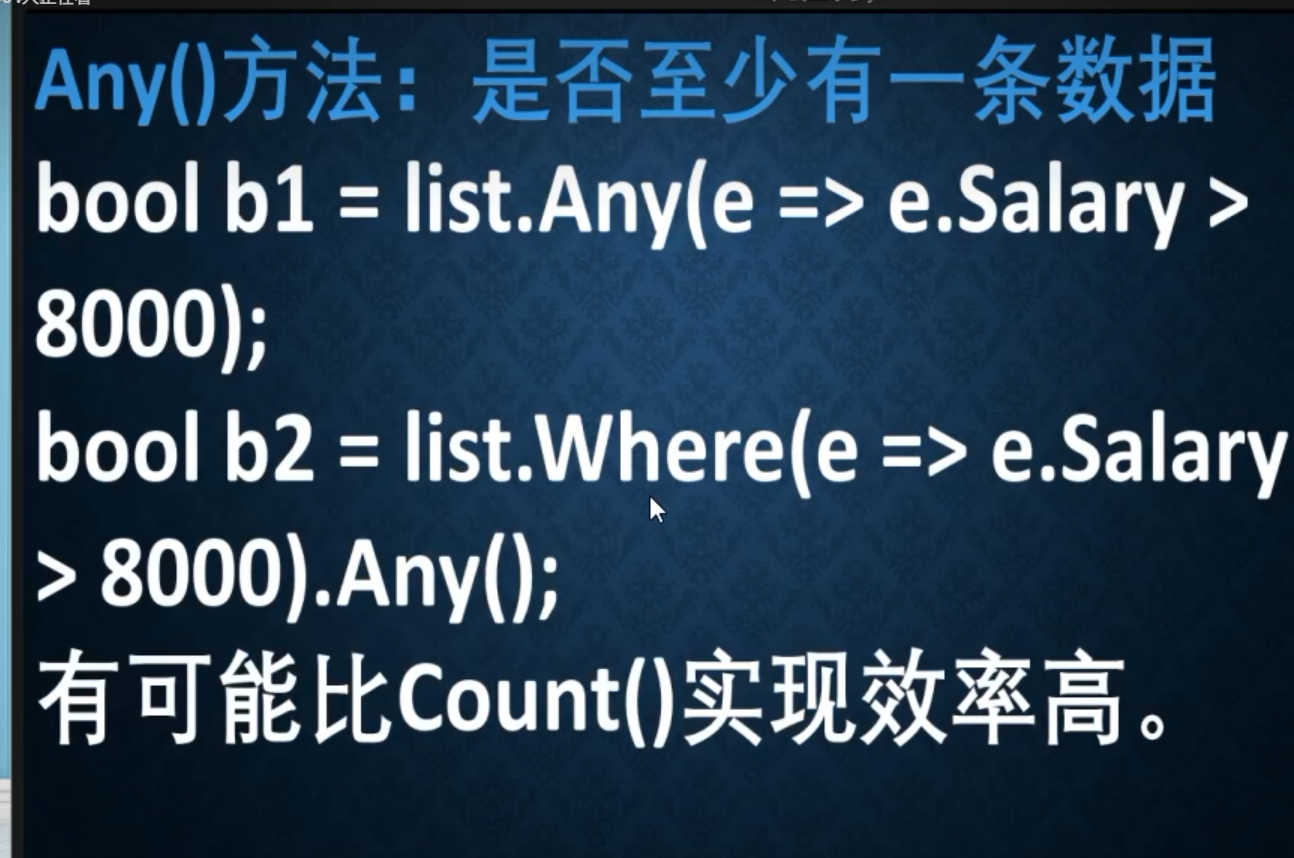 Any()方法：是否至少有一条数据
bool b1 = list.Any(e => e.Salary >
8000);
bool b2 = list.Where(e => e.Salary
> 8000).Any();
有可能比Count()实现效率高。